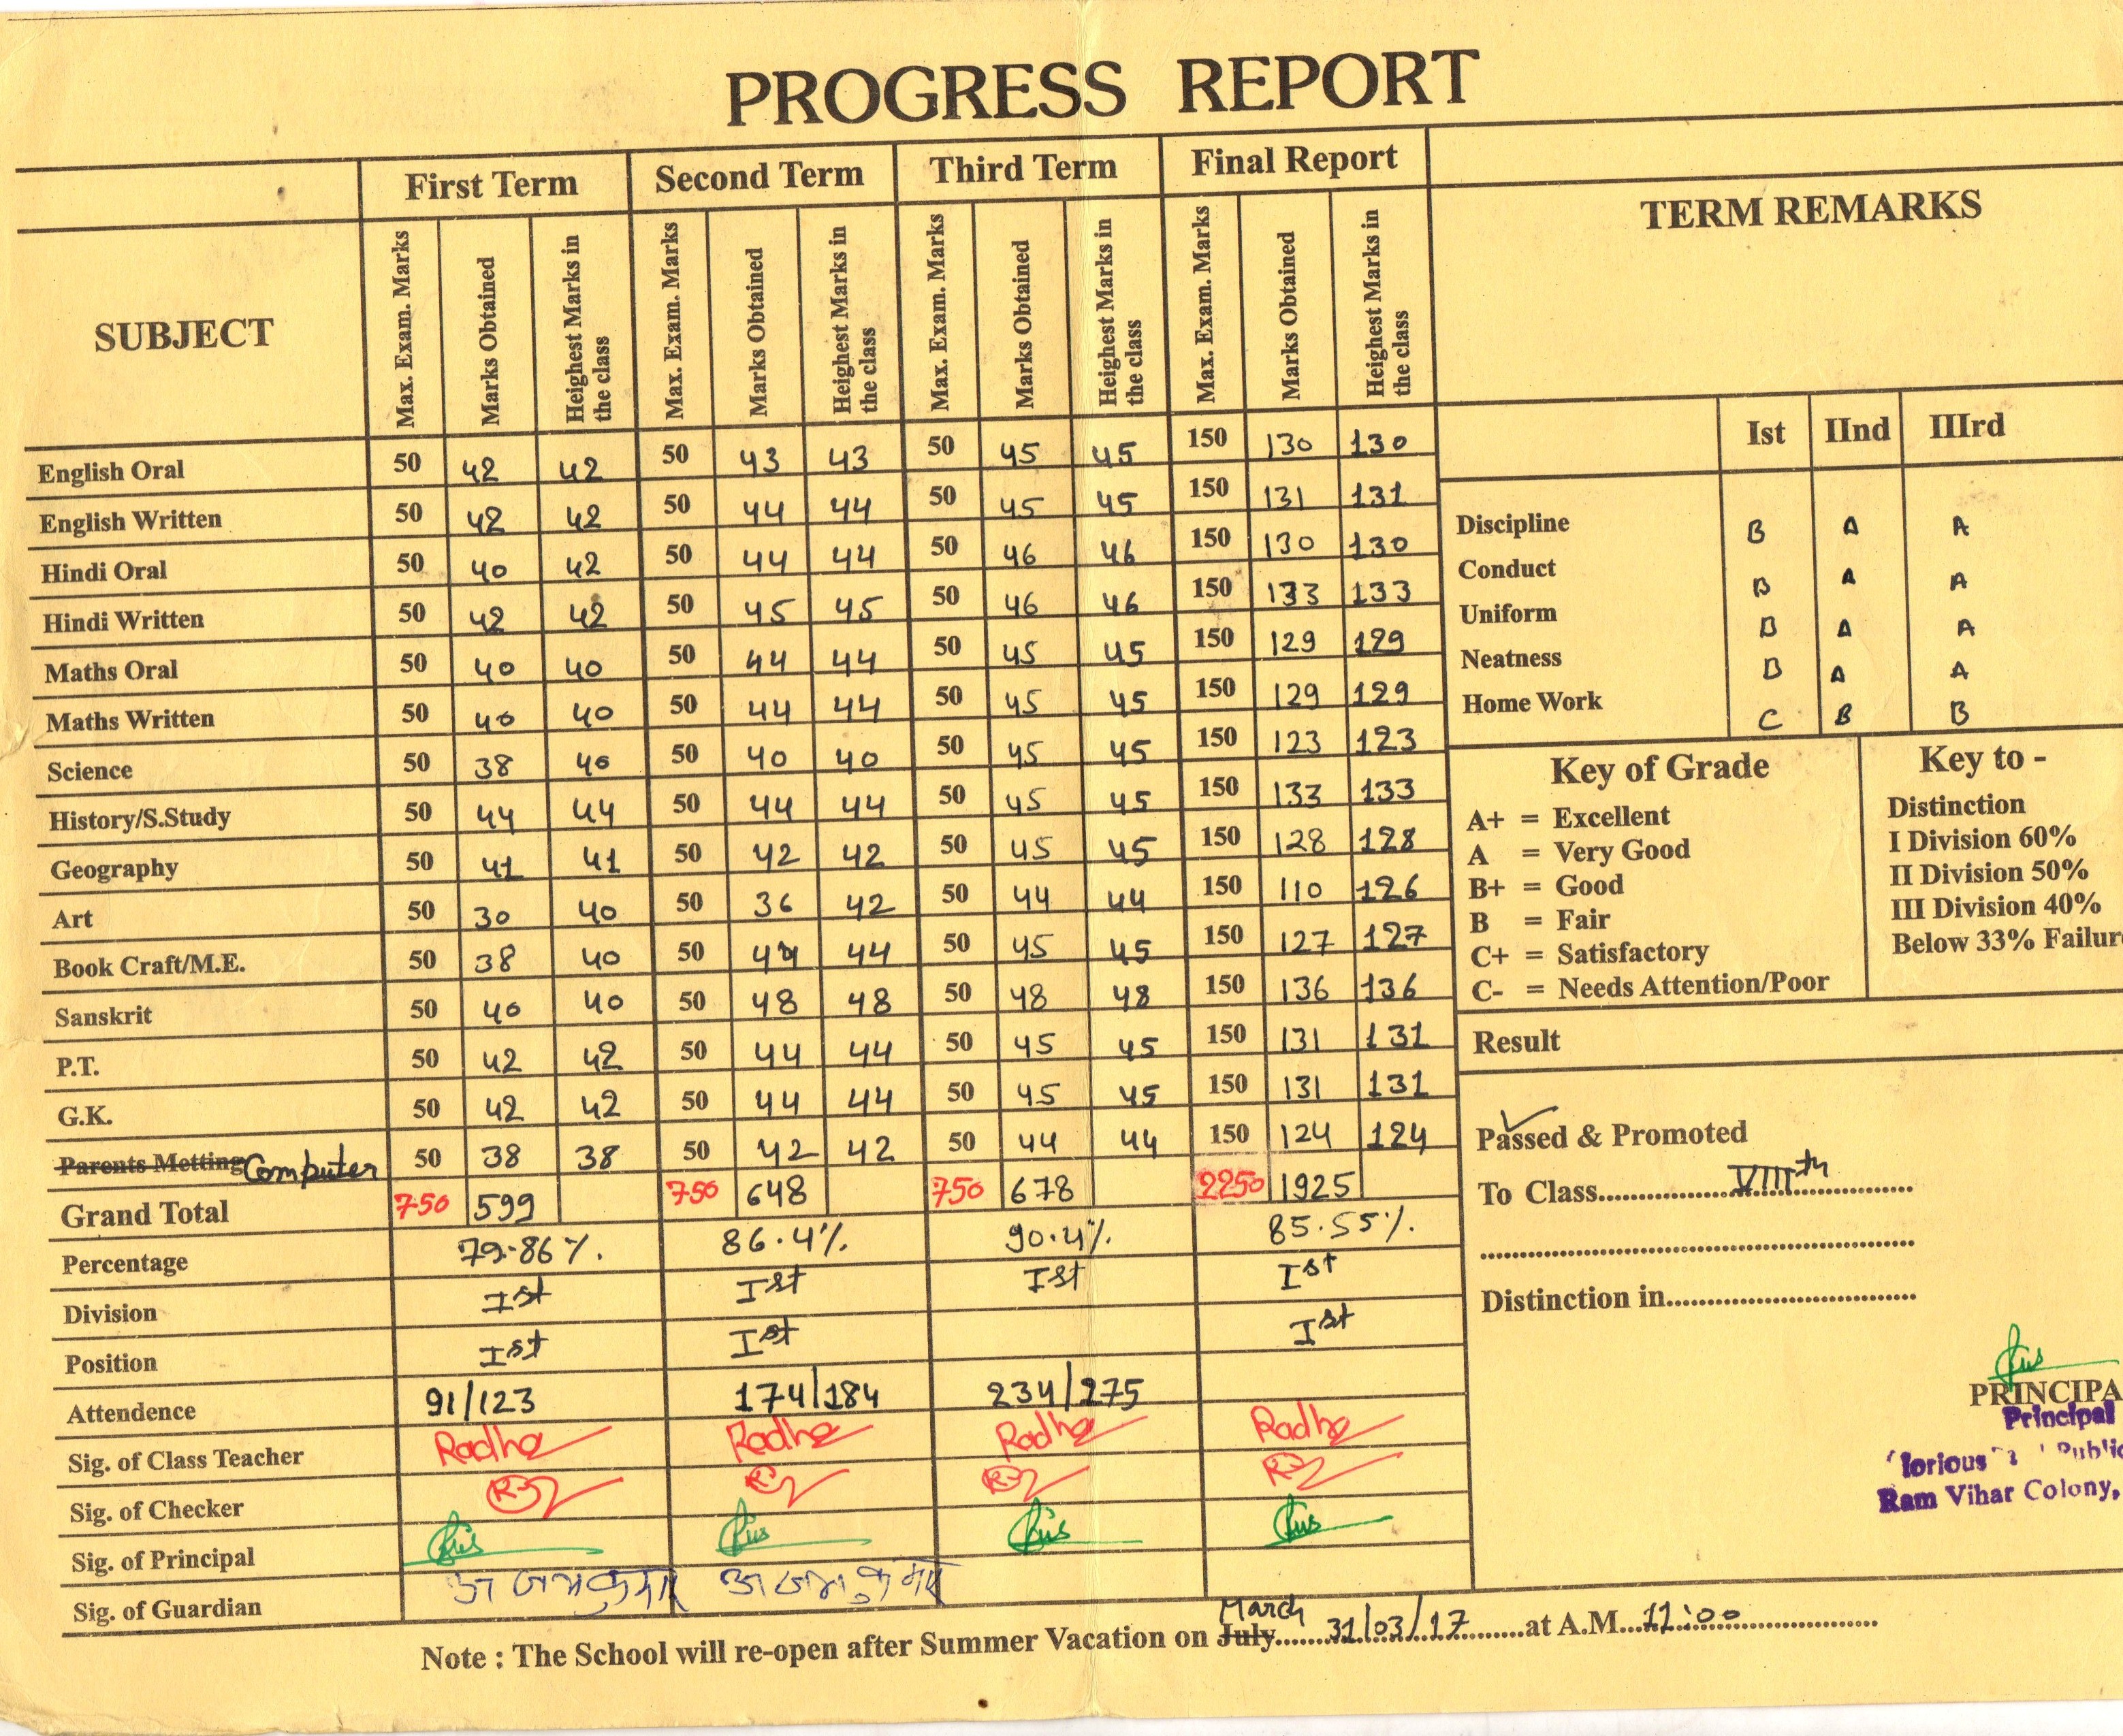 PROGRESS REPORT
First Term Second Term Third Term Final Report
TERM REMARKS
SUBJECT Max. Exam. Marks Marks Obtained Heighest Marks in the class Max. Exam. Marks Marks Obtained Heighest Marks in the class Max. Exam. Marks Marks Obtained Heighest Marks in the class Max. Exam. Marks Marks Obtained Heighest Marks in the class
English Oral 50 42 42 50 43 43 50 45 45 150 130 130
English Written 50 42 42 50 44 44 50 45 45 150 131 131
Hindi Oral 50 40 42 50 44 44 50 46 46 150 130 130
Hindi Written 50 42 42 50 45 45 50 46 46 150 133 133
Maths Oral 50 40 40 50 44 44 50 45 45 150 129 129
Maths Written 50 40 40 50 44 44 50 45 45 150 129 129
Science 50 38 40 50 40 40 50 45 45 150 123 123
History/S.Study 50 44 44 50 44 44 50 45 45 150 133 133
Geography 50 41 41 50 42 42 50 45 45 150 128 128
Art 50 30 40 50 36 42 50 44 44 150 110 126
Book Craft/M.E. 50 38 40 50 44 44 50 45 45 150 127 127
Sanskrit 50 40 40 50 48 48 50 48 48 150 136 136
P.T. 50 42 42 50 44 44 50 45 45 150 131 131
G.K. 50 42 42 50 44 44 50 45 45 150 131 131
Parents Metting Computer 50 38 38 50 42 42 50 44 44 150 124 124
Grand Total 750 599 750 648 750 678 2250 1925
Percentage 79.86% 86.4% 90.4% 85.55%
Division Ist Ist Ist Ist
Position Ist Ist Ist
Attendence 91/123 174/184 234/275
Sig. of Class Teacher Radha Radha Radha Radha
Sig. of Checker
Sig. of Principal
Sig. of Guardian
Ist IInd IIIrd
Discipline B A A
Conduct B A A
Uniform B A A
Neatness B A A
Home Work C B B
Key of Grade
A+ = Excellent
A = Very Good
B+ = Good
B = Fair
C+ = Satisfactory
C- = Needs Attention/Poor
Key to -
Distinction
I Division 60%
II Division 50%
III Division 40%
Below 33% Failur
Result
Passed & Promoted
To Class VIIIth
Distinction in
PRINCIPA
Principal
lorious Public
Ram Vihar Colony,
Note : The School will re-open after Summer Vacation on July March 31/03/17 at A.M. 11:00